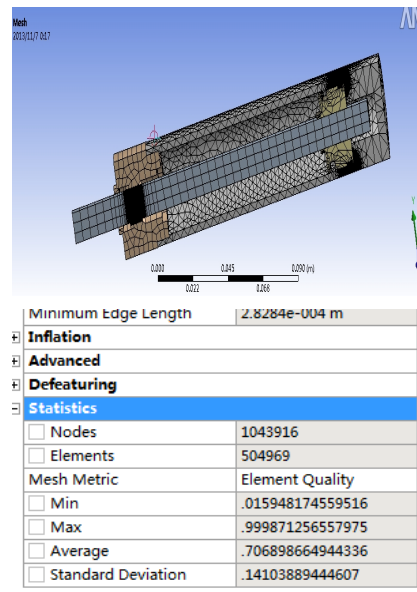 Mesh
2013/11/7 0:17
AN
Y
0.000 0.045 0.090 (m)
0.022 0.068
Minimum Edge Length 2.8284e-004 m
Inflation
Advanced
Defeaturing
Statistics
Nodes 1043916
Elements 504969
Mesh Metric Element Quality
Min .015948174559516
Max .999871256557975
Average .706898664944336
Standard Deviation .14103889444607